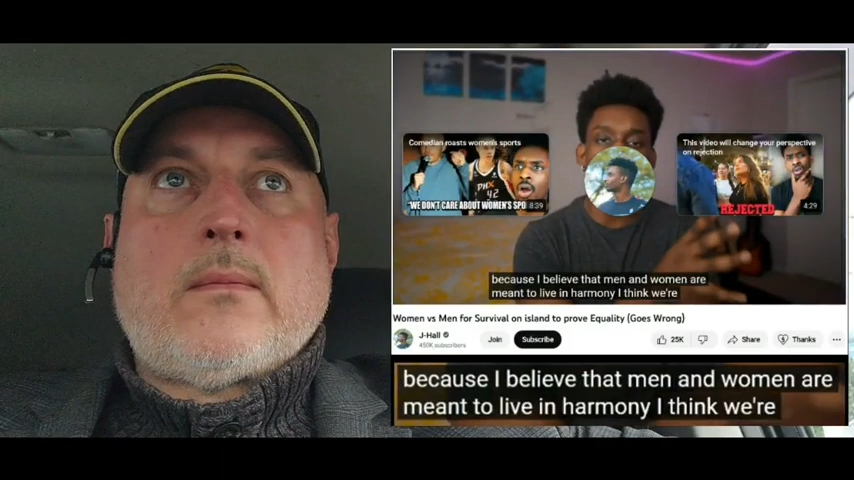 Comedian roasts women's sports
PHX
42
"WE DON'T CARE ABOUT WOMEN'S SPO
8:39
This video will change your perspective
on rejection
REJECTED
4:29
because I believe that men and women are
meant to live in harmony I think we're
Women vs Men for Survival on island to prove Equality (Goes Wrong)
J-Hall
450K subscribers
Join
Subscribe
25K
Share
Thanks
because I believe that men and women are
meant to live in harmony I think we're